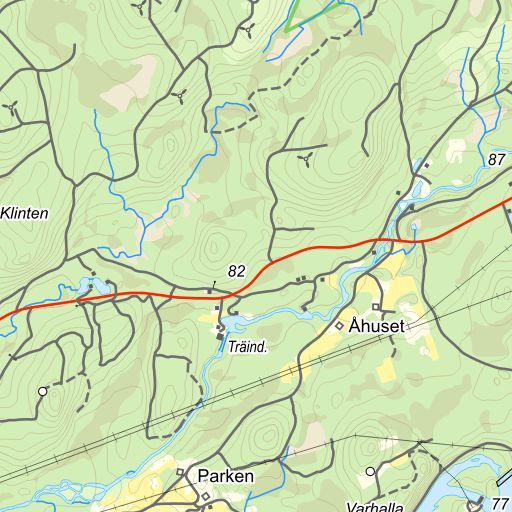 87
Klinten
82
Åhuset
Träind.
Parken
Varhalla
77